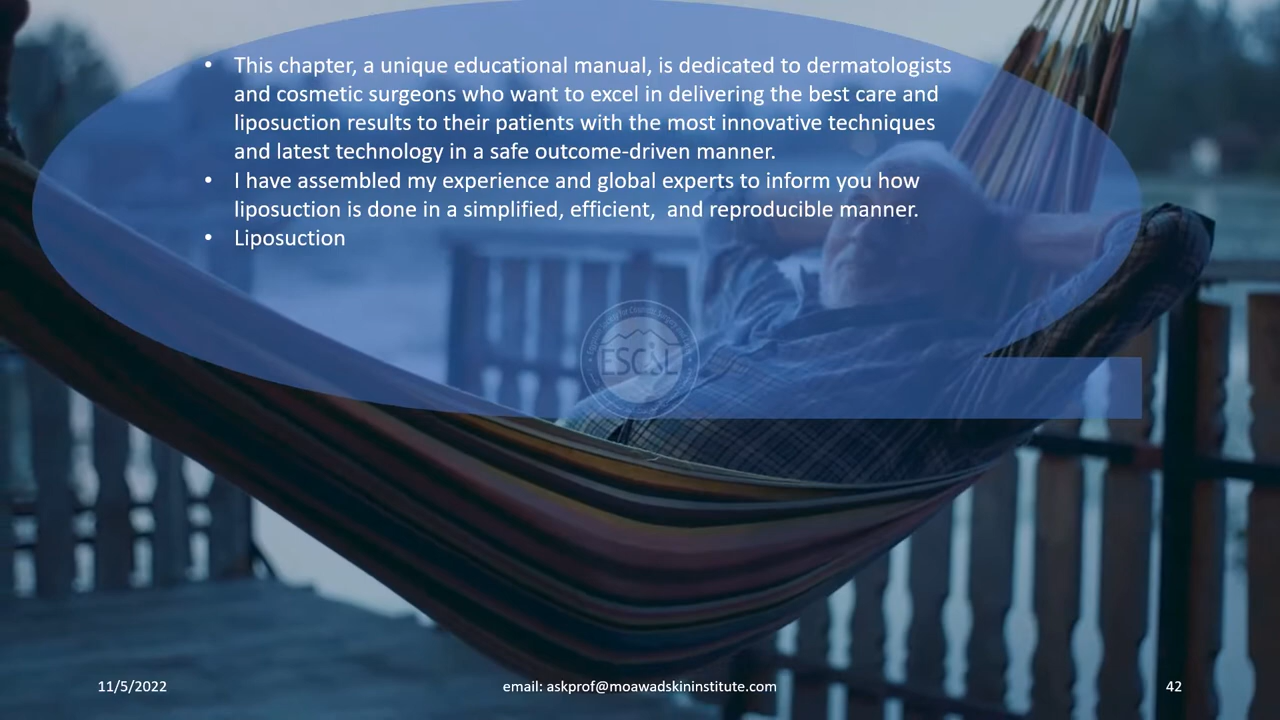 • This chapter, a unique educational manual, is dedicated to dermatologists
and cosmetic surgeons who want to excel in delivering the best care and
liposuction results to their patients with the most innovative techniques
and latest technology in a safe outcome-driven manner.
• I have assembled my experience and global experts to inform you how
liposuction is done in a simplified, efficient,  and reproducible manner.
• Liposuction
ESC&L
11/5/2022
email: askprof@moawadskininstitute.com
42